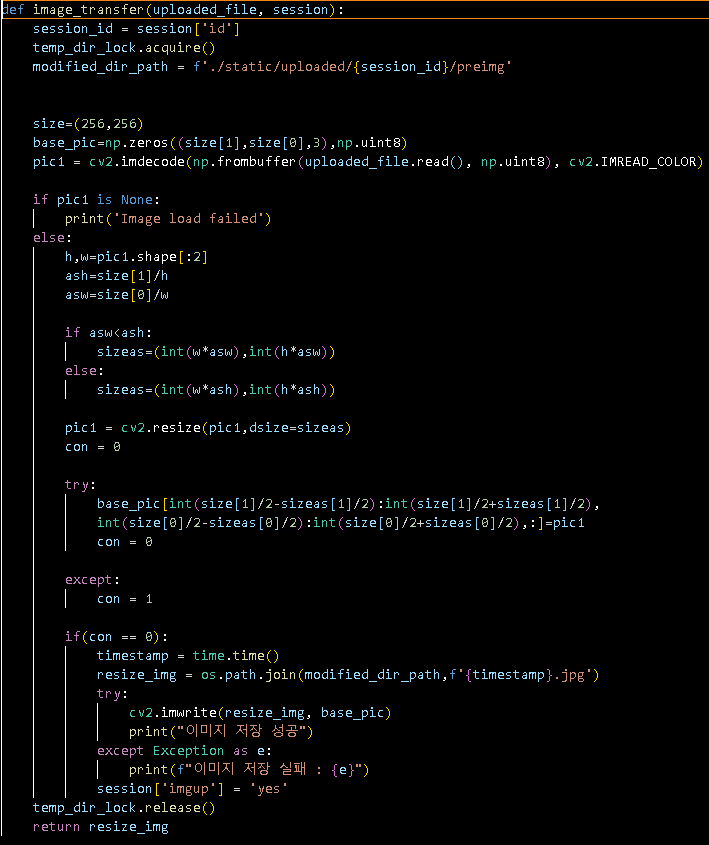 def image_transfer(uploaded_file, session):
    session_id = session['id']
    temp_dir_lock.acquire()
    modified_dir_path = f'./static/uploaded/{session_id}/preimg'
    size=(256,256)
    base_pic=np.zeros((size[1],size[0],3),np.uint8)
    pic1 = cv2.imdecode(np.frombuffer(uploaded_file.read(), np.uint8), cv2.IMREAD_COLOR)
    if pic1 is None:
        print('Image load failed')
    else:
        h,w=pic1.shape[:2]
        ash=size[1]/h
        asw=size[0]/w
        if asw<ash:
            sizeas=(int(w*asw),int(h*asw))
        else:
            sizeas=(int(w*ash),int(h*ash))
        pic1 = cv2.resize(pic1,dsize=sizeas)
        con = 0
        try:
            base_pic[int(size[1]/2-sizeas[1]/2):int(size[1]/2+sizeas[1]/2),
            int(size[0]/2-sizeas[0]/2):int(size[0]/2+sizeas[0]/2),:]=pic1
            con = 0
        except:
            con = 1
        if(con == 0):
            timestamp = time.time()
            resize_img = os.path.join(modified_dir_path,f'{timestamp}.jpg')
            try:
                cv2.imwrite(resize_img, base_pic)
                print("이미지 저장 성공")
            except Exception as e:
                print(f"이미지 저장 실패 : {e}")
            session['imgup'] = 'yes'
    temp_dir_lock.release()
    return resize_img